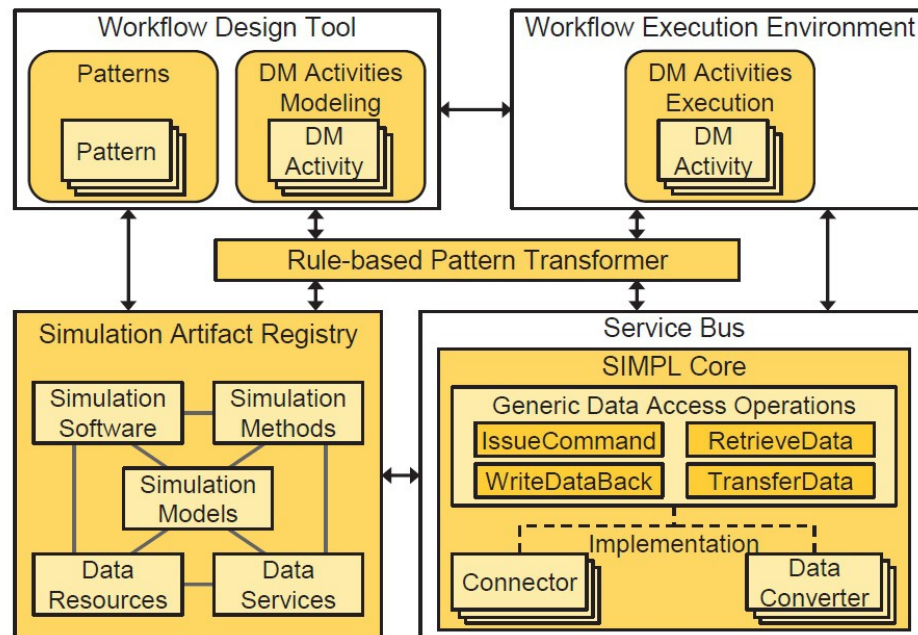 Workflow Design Tool
Patterns
Pattern
DM Activities
Modeling
DM
Activity
Workflow Execution Environment
DM Activities
Execution
DM
Activity
Rule-based Pattern Transformer
Simulation Artifact Registry
Simulation
Software
Simulation
Methods
Simulation
Models
Data
Resources
Data
Services
Service Bus
SIMPL Core
Generic Data Access Operations
IssueCommand
RetrieveData
WriteDataBack
TransferData
Implementation
Connector
Data
Converter